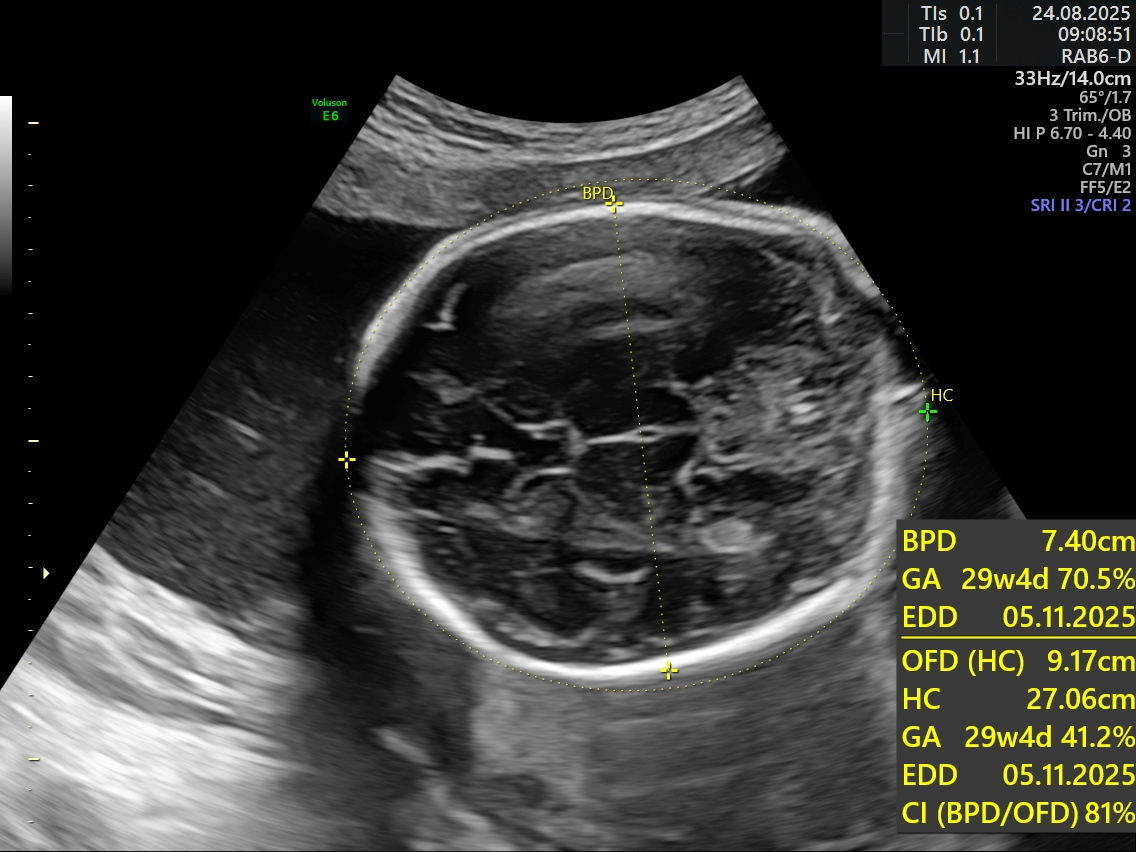 TIs 0.1 24.08.2025
TIb 0.1 09:08:51
MI 1.1 RAB6-D
33Hz/14.0cm
65°/1.7
3 Trim./OB
HI P 6.70 - 4.40
Gn 3
C7/M1
FF5/E2
SRI II 3/CRI 2
Voluson
E6
BPD
HC
BPD 7.40cm
GA 29w4d 70.5%
EDD 05.11.2025
OFD (HC) 9.17cm
HC 27.06cm
GA 29w4d 41.2%
EDD 05.11.2025
CI (BPD/OFD) 81%